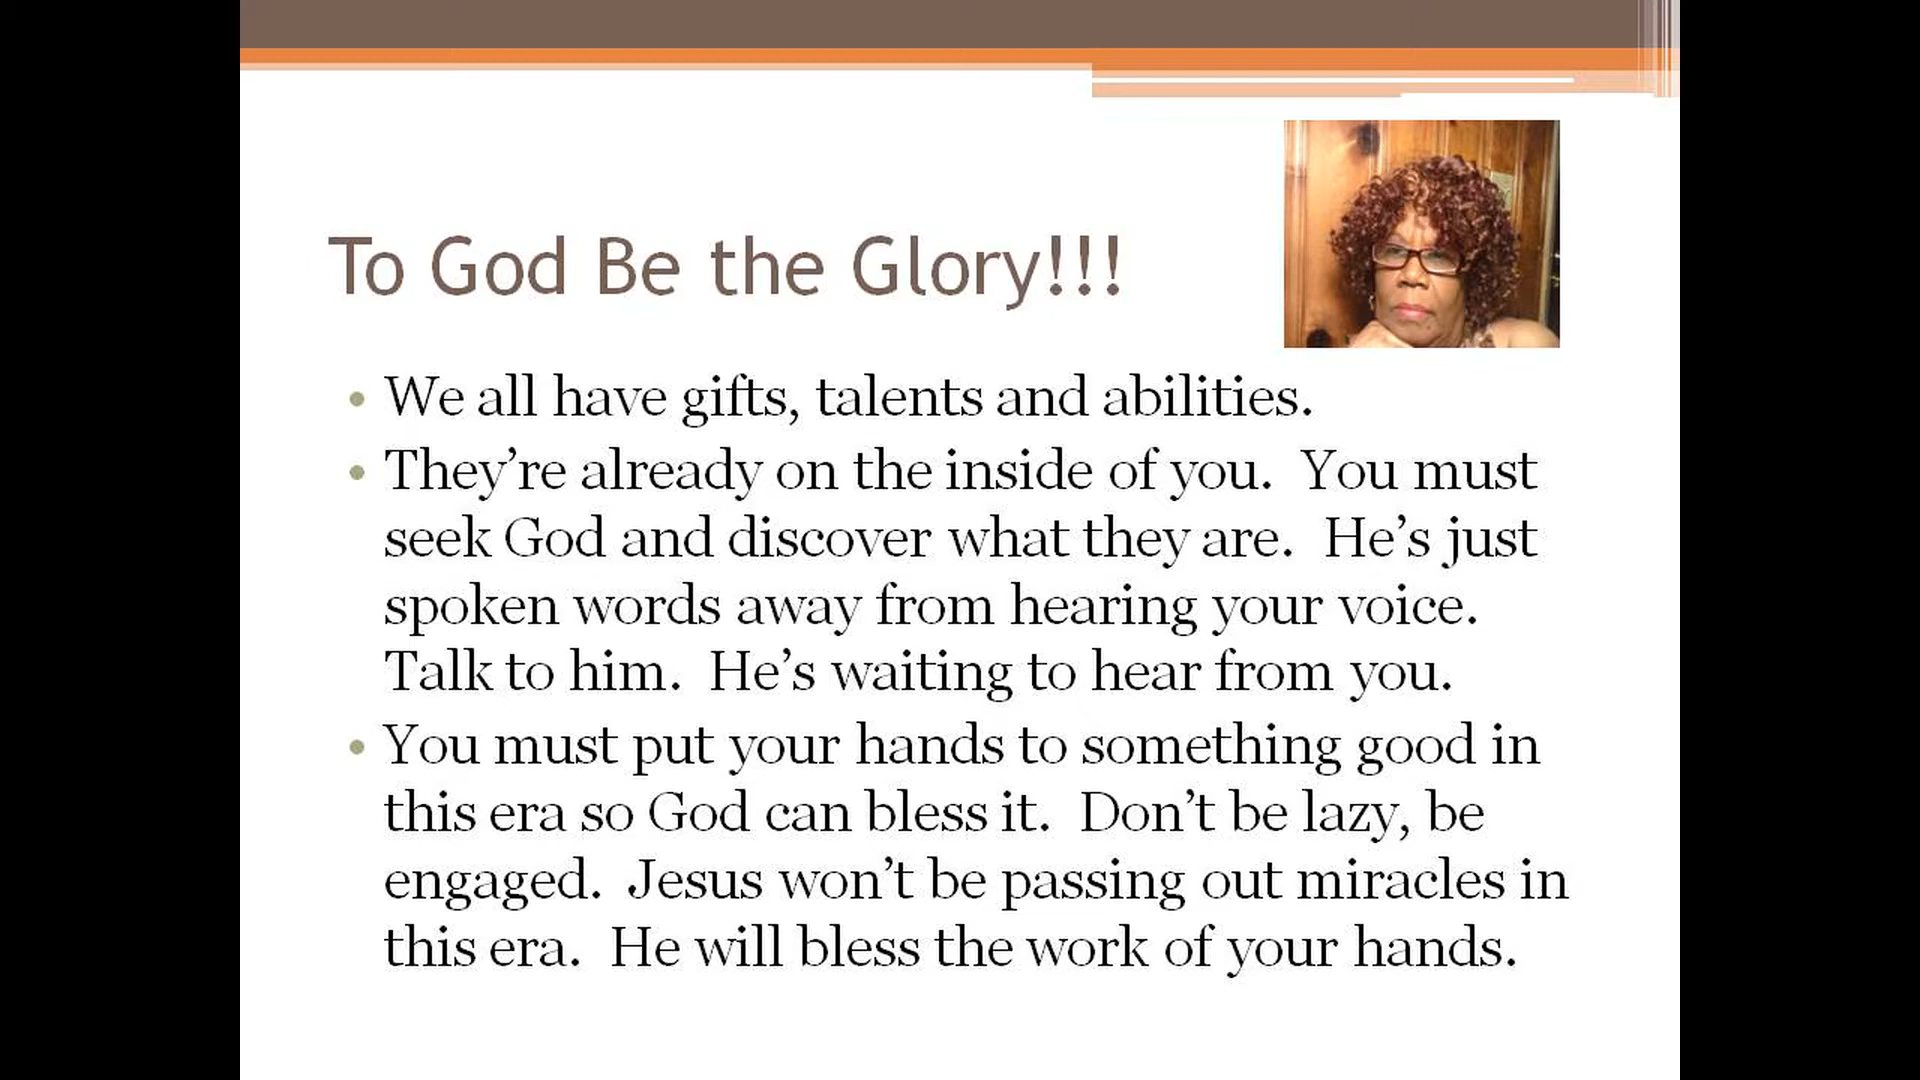 To God Be the Glory!!!
• We all have gifts, talents and abilities.
• They're already on the inside of you.  You must
seek God and discover what they are.  He's just
spoken words away from hearing your voice.
Talk to him.  He's waiting to hear from you.
• You must put your hands to something good in
this era so God can bless it.  Don't be lazy, be
engaged.  Jesus won't be passing out miracles in
this era.  He will bless the work of your hands.